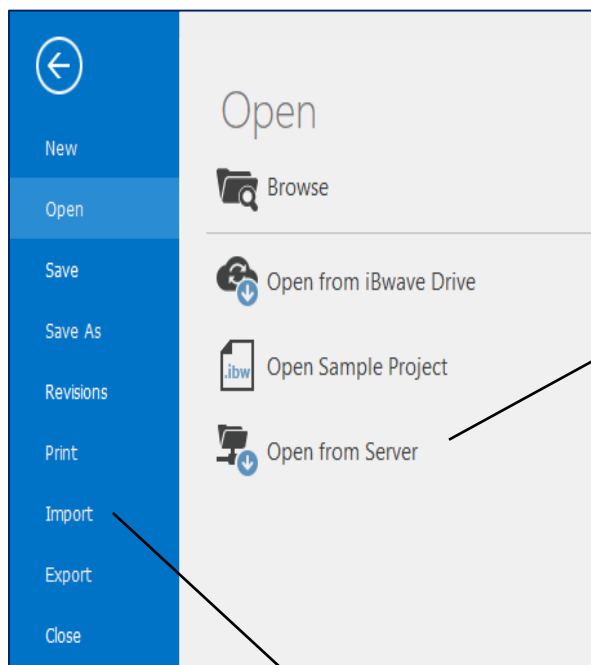 New
Open
Save
Save As
Revisions
Print
Import
Export
Close
Open
Browse
Open from iBwave Drive
.ibw
Open Sample Project
Open from Server